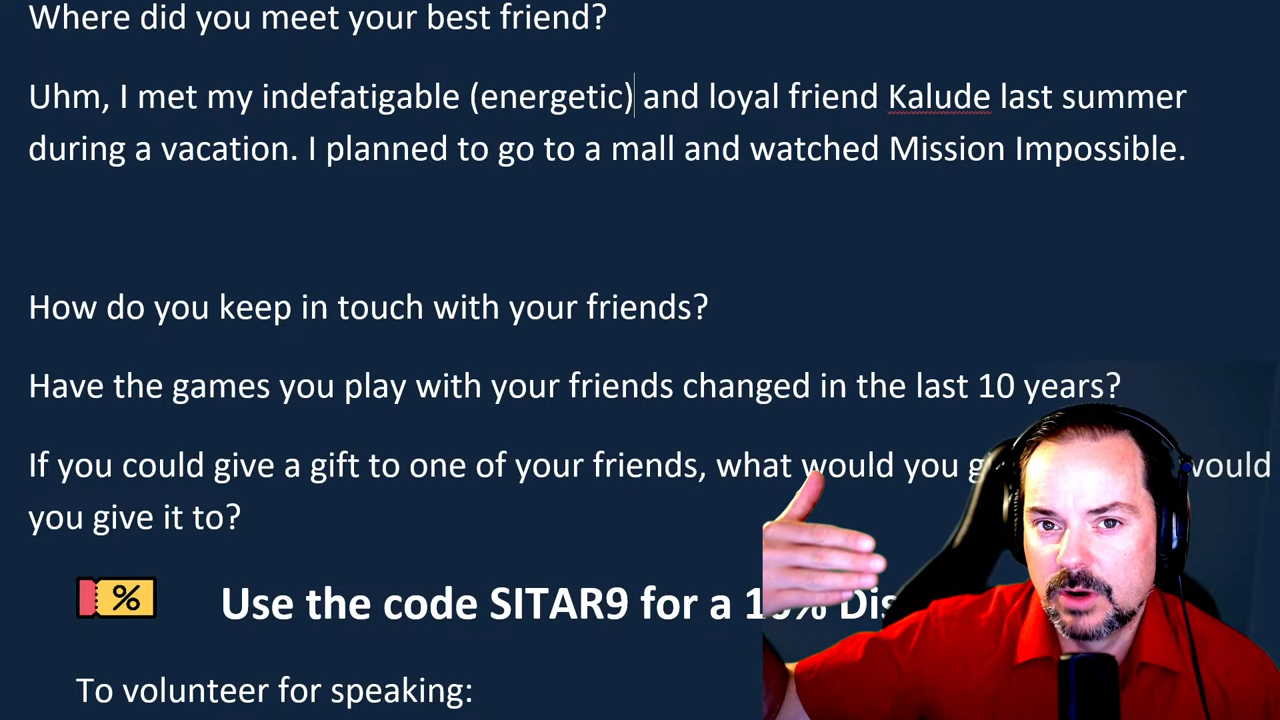 Where did you meet your best friend?
Uhm, I met my indefatigable (energetic) and loyal friend Kalude last summer
during a vacation. I planned to go to a mall and watched Mission Impossible.
How do you keep in touch with your friends?
Have the games you play with your friends changed in the last 10 years?
If you could give a gift to one of your friends, what would you would
you give it to?
%
Use the code SITAR9 for a
To volunteer for speaking: